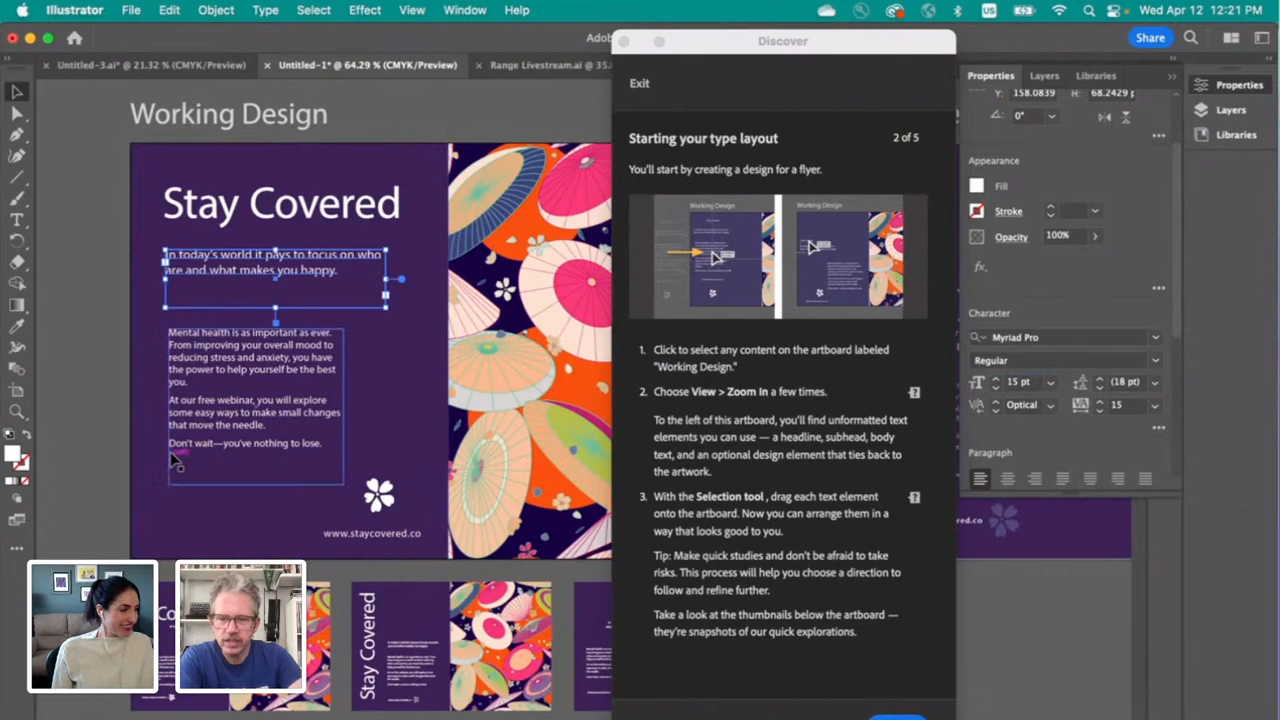 Illustrator File Edit Object Type Select Effect View Window Help
Wed Apr 12 12:21 PM
Share
Untitled-3.ai* @ 21.32 % (CMYK/Preview)
Untitled-1* @ 64.29 % (CMYK/Preview)
Range Livestream.ai @ 35.
Working Design
Stay Covered
In today's world it pays to focus on who
are and what makes you happy.
Mental health is as important as ever.
From improving your overall mood to
reducing stress and anxiety, you have
the power to help yourself be the best
you.
At our free webinar, you will explore
some easy ways to make small changes
that move the needle.
Don't wait—you've nothing to lose.
www.staycovered.co
Stay Covered
Discover
Exit
Starting your type layout
2 of 5
You'll start by creating a design for a flyer.
Working Design
Working Design
1. Click to select any content on the artboard labeled
"Working Design."
2. Choose View > Zoom In a few times.
To the left of this artboard, you'll find unformatted text
elements you can use — a headline, subhead, body
text, and an optional design element that ties back to
the artwork.
3. With the Selection tool , drag each text element
onto the artboard. Now you can arrange them in a
way that looks good to you.
Tip: Make quick studies and don't be afraid to take
risks. This process will help you choose a direction to
follow and refine further.
Take a look at the thumbnails below the artboard —
they're snapshots of our quick explorations.
Properties Layers Libraries
Y: 158.0839 H: 68.2429 p
0°
Appearance
Fill
Stroke
Opacity 100%
fx.
Character
Myriad Pro
Regular
15 pt (18 pt)
Optical 15
Paragraph
Properties
Layers
Libraries